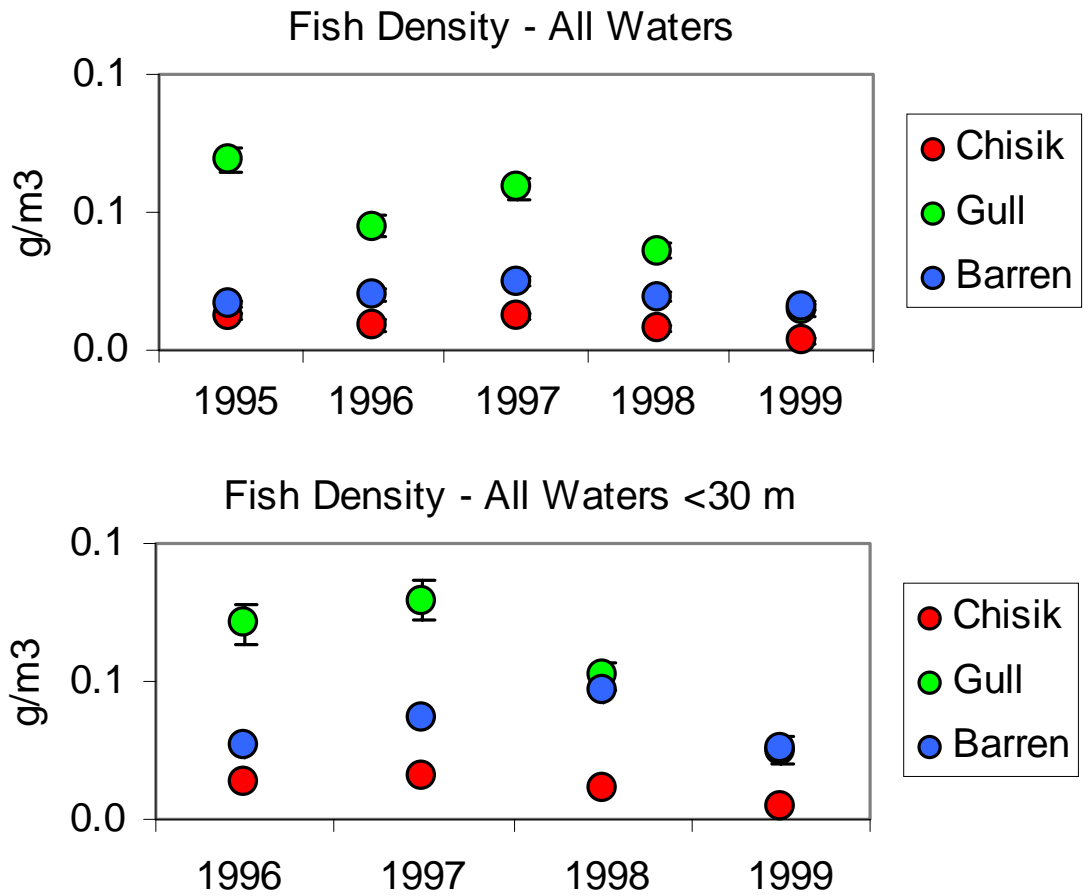 Fish Density - All Waters
0.1
0.1
0.0
g/m3
1995 1996 1997 1998 1999
Chisik
Gull
Barren
Fish Density - All Waters <30 m
0.1
0.1
0.0
g/m3
1996 1997 1998 1999
Chisik
Gull
Barren